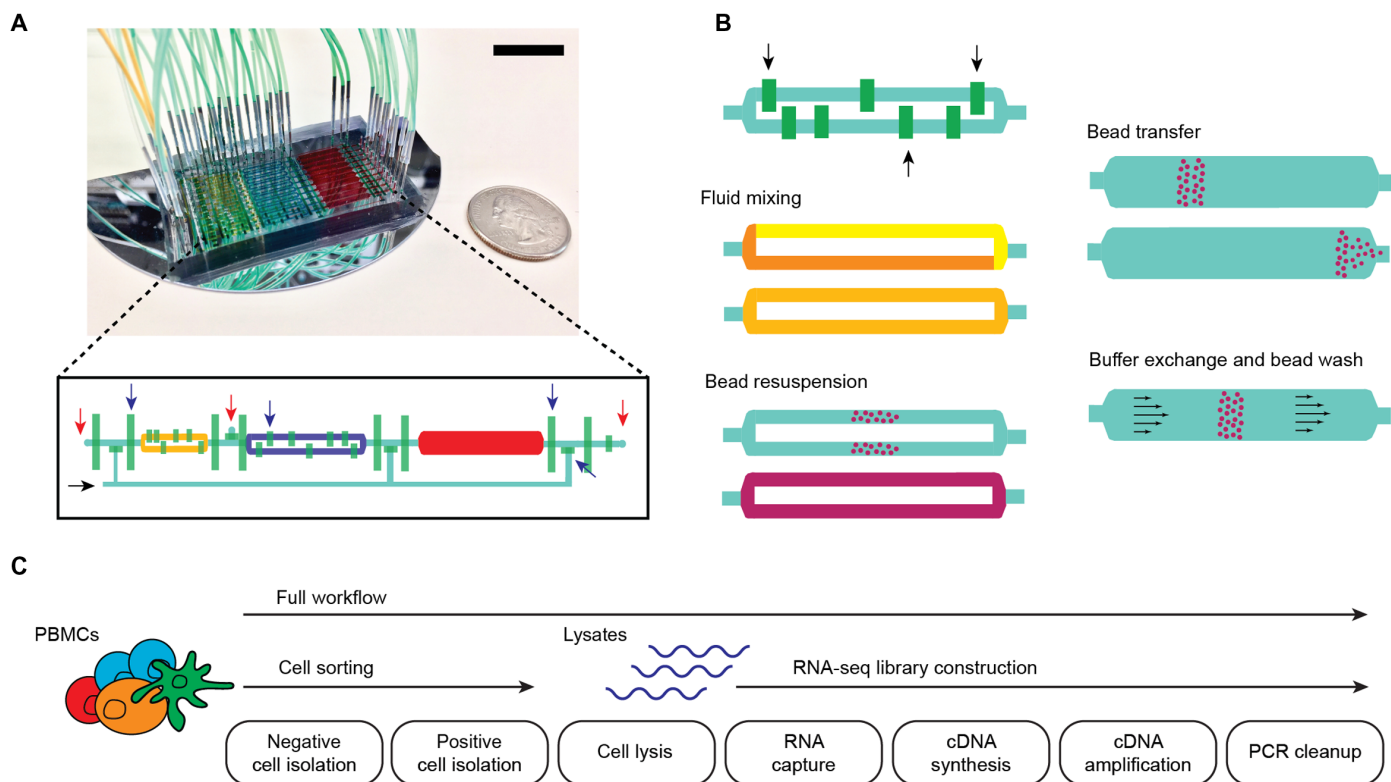 A
B
Bead transfer
Fluid mixing
Buffer exchange and bead wash
Bead resuspension
C
Full workflow
PBMCs
Lysates
Cell sorting
RNA-seq library construction
Negative
cell isolation
Positive
cell isolation
Cell lysis
RNA
capture
cDNA
synthesis
cDNA
amplification
PCR cleanup